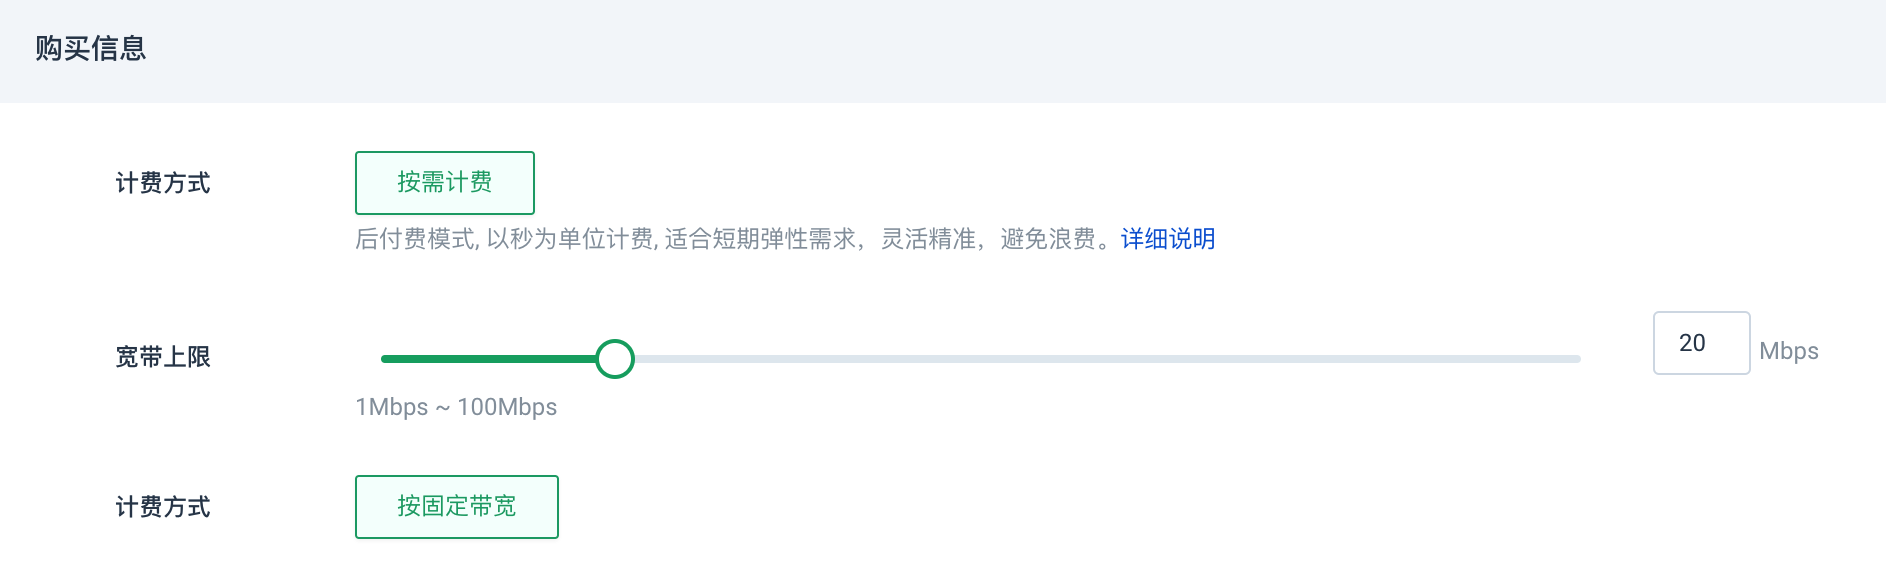 购买信息
计费方式
按需计费
后付费模式, 以秒为单位计费, 适合短期弹性需求，灵活精准，避免浪费。详细说明
宽带上限
20 Mbps
1Mbps ~ 100Mbps
计费方式
按固定带宽